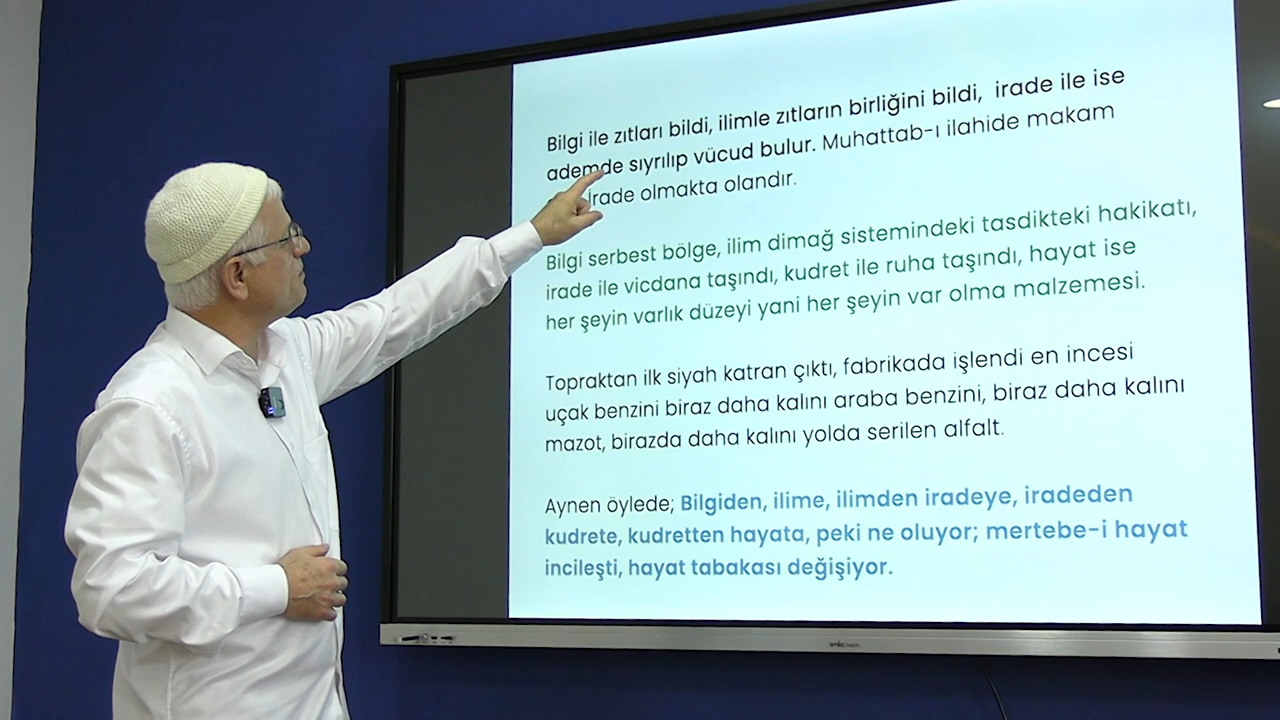 Bilgi ile zıtları bildi, ilimle zıtların birliğini bildi, irade ile ise
ademde sıyrılıp vücud bulur. Muhattab-ı ilahide makam
irade olmakta olandır.
Bilgi serbest bölge, ilim dimağ sistemindeki tasdikteki hakikatı,
irade ile vicdana taşındı, kudret ile ruha taşındı, hayat ise
her şeyin varlık düzeyi yani her şeyin var olma malzemesi.
Topraktan ilk siyah katran çıktı, fabrikada işlendi en incesi
uçak benzini biraz daha kalını araba benzini, biraz daha kalını
mazot, birazda daha kalını yolda serilen alfalt.
Aynen öylede; Bilgiden, ilime, ilimden iradeye, iradeden
kudrete, kudretten hayata, peki ne oluyor; mertebe-i hayat
incileşti, hayat tabakası değişiyor.